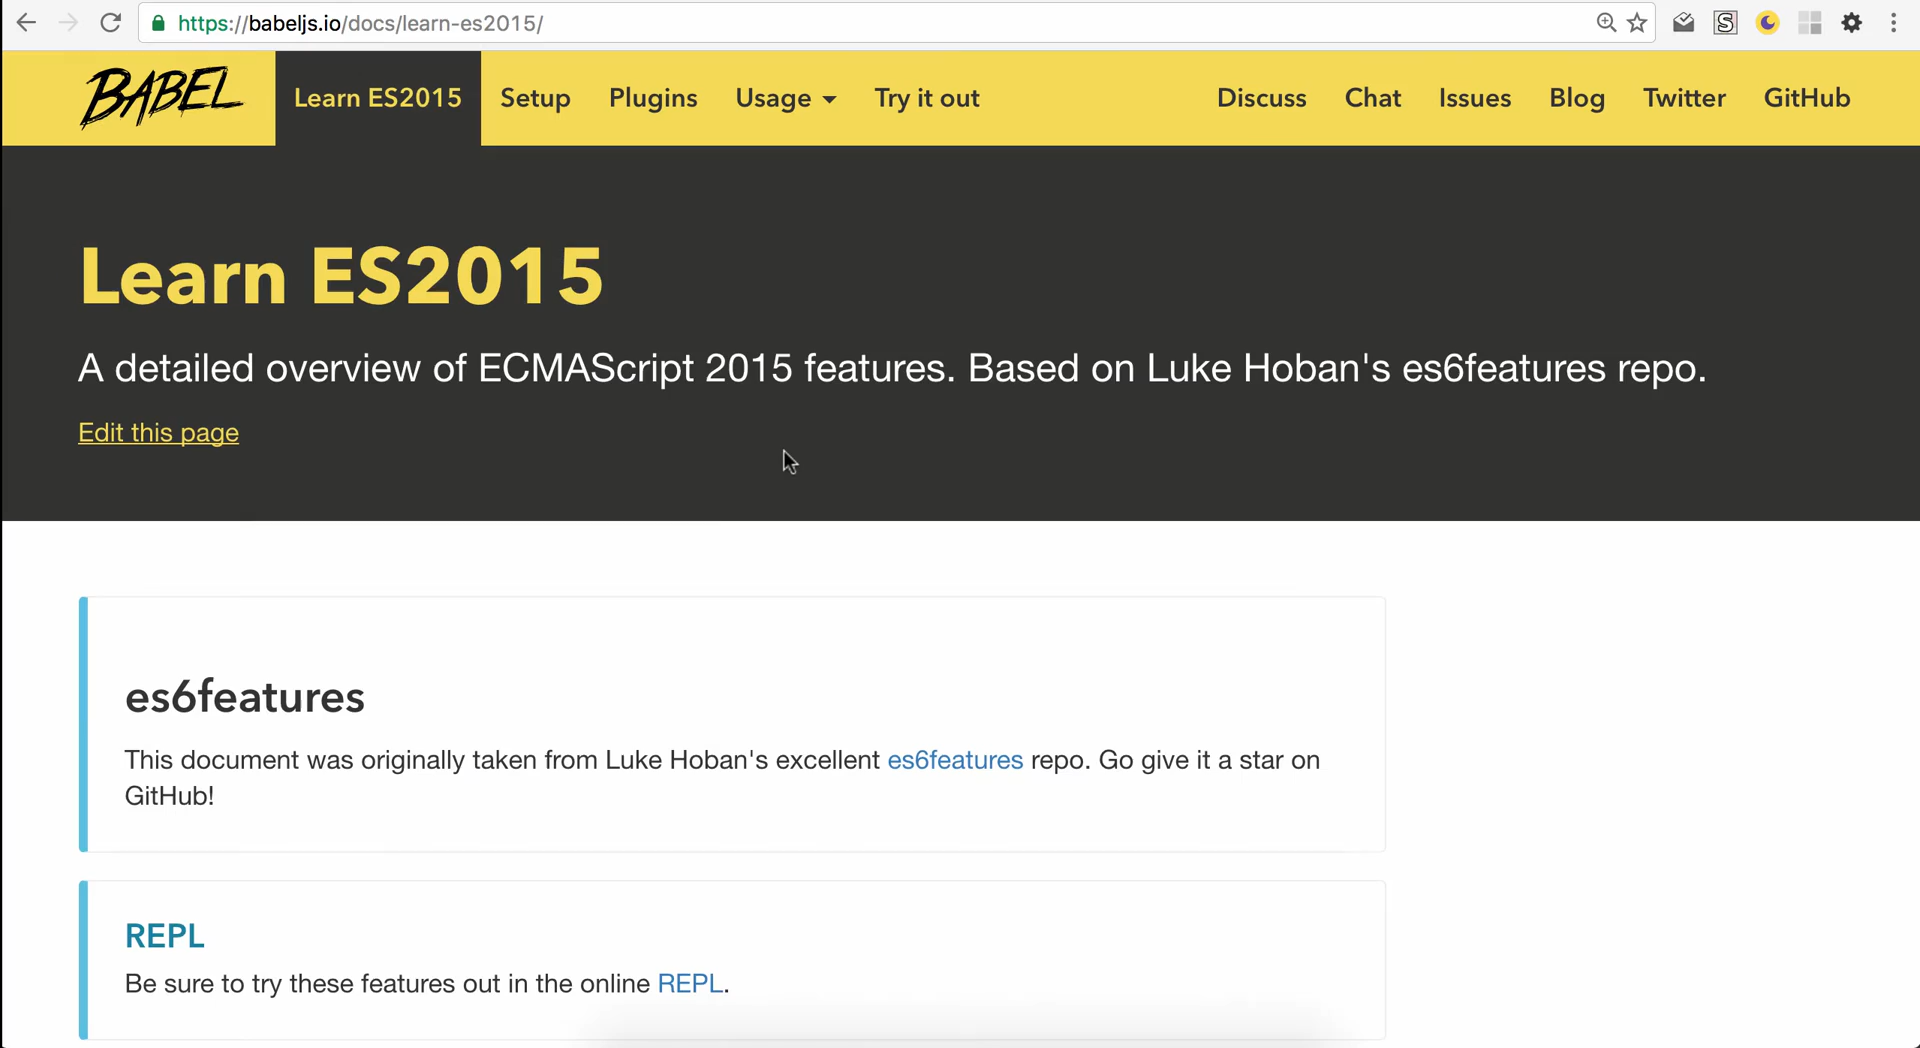 https://babeljs.io/docs/learn-es2015/
BABEL Learn ES2015 Setup Plugins Usage Try it out Discuss Chat Issues Blog Twitter GitHub
Learn ES2015
A detailed overview of ECMAScript 2015 features. Based on Luke Hoban's es6features repo.
Edit this page
es6features
This document was originally taken from Luke Hoban's excellent es6features repo. Go give it a star on
GitHub!
REPL
Be sure to try these features out in the online REPL.